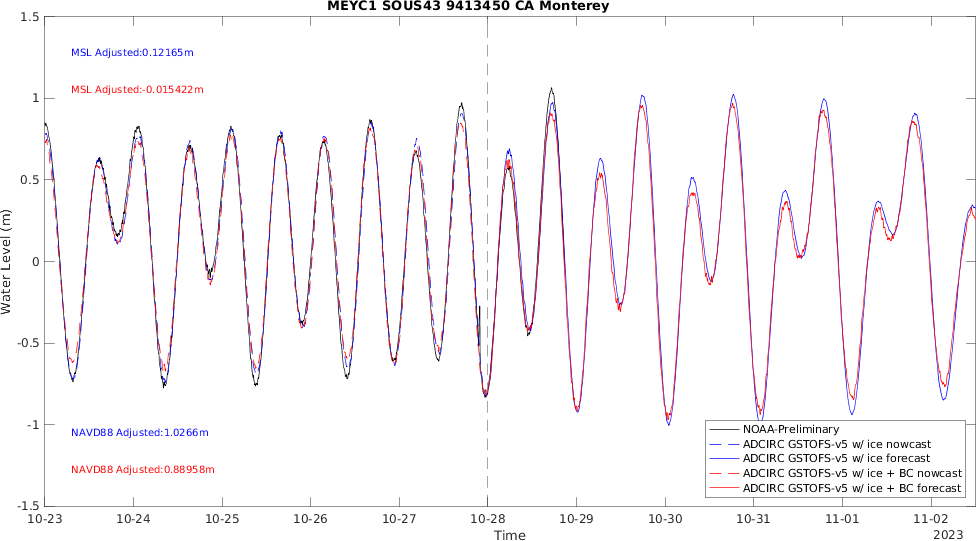 MEYC1 SOUS43 9413450 CA Monterey
1.5
1
0.5
0
-0.5
-1
-1.5
Water Level (m)
MSL Adjusted:0.12165m
MSL Adjusted:-0.015422m
NAVD88 Adjusted:1.0266m
NAVD88 Adjusted:0.88958m
NOAA-Preliminary
ADCIRC GSTOFS-v5 w/ ice nowcast
ADCIRC GSTOFS-v5 w/ ice forecast
ADCIRC GSTOFS-v5 w/ ice + BC nowcast
ADCIRC GSTOFS-v5 w/ ice + BC forecast
10-23 10-24 10-25 10-26 10-27 10-28 10-29 10-30 10-31 11-01 11-02
Time
2023